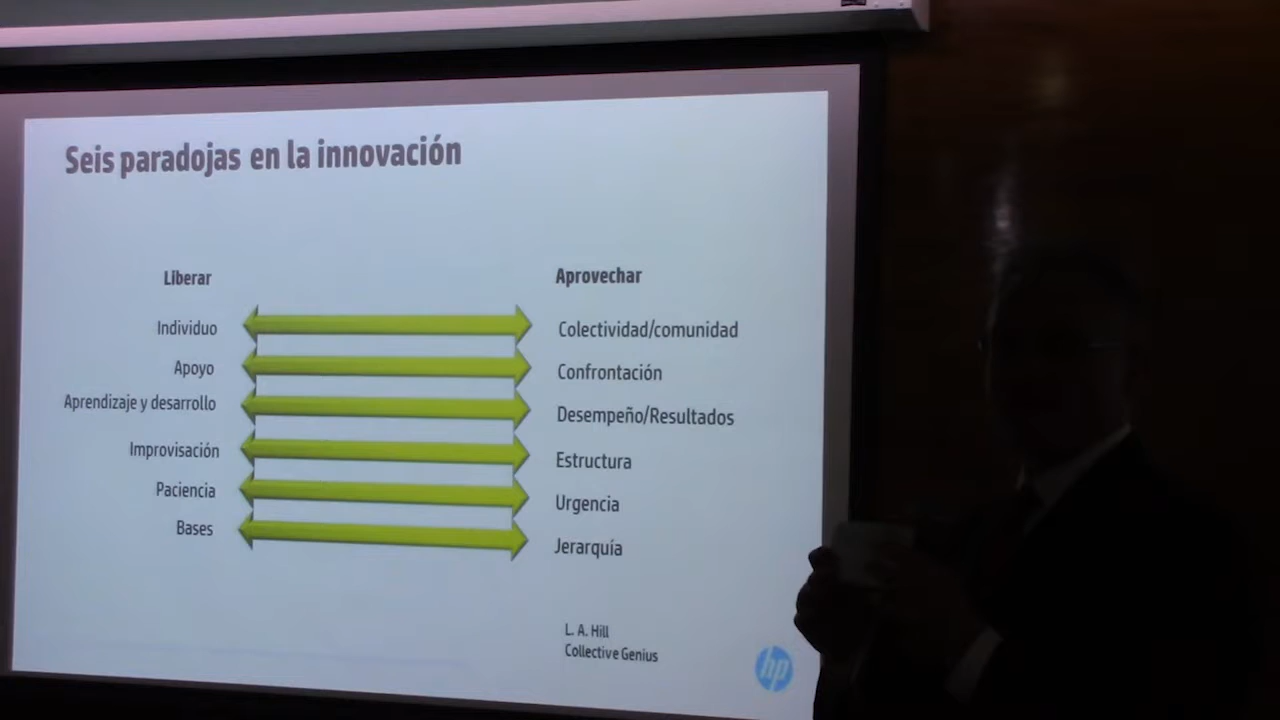 Seis paradojas en la innovación
Liberar Aprovechar
Individuo Colectividad/comunidad
Apoyo Confrontación
Aprendizaje y desarrollo Desempeño/Resultados
Improvisación Estructura
Paciencia Urgencia
Bases Jerarquía
L. A. Hill
Collective Genius
hp